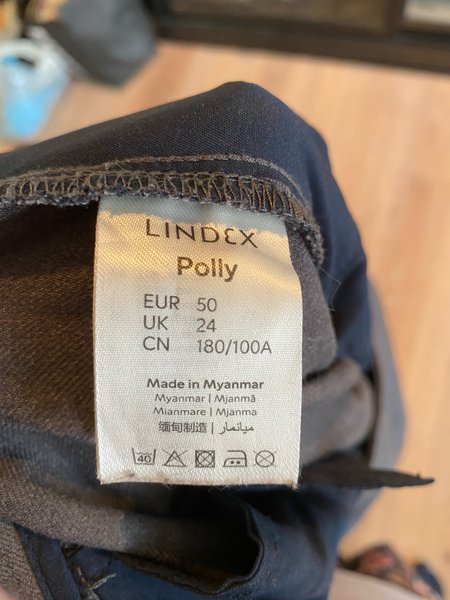 LINDEX
Polly
EUR 50
UK 24
CN 180/100A
Made in Myanmar
Myanmar | Mjanmā
Mianmare | Mjanma
缅甸制造 | ميانمار
40